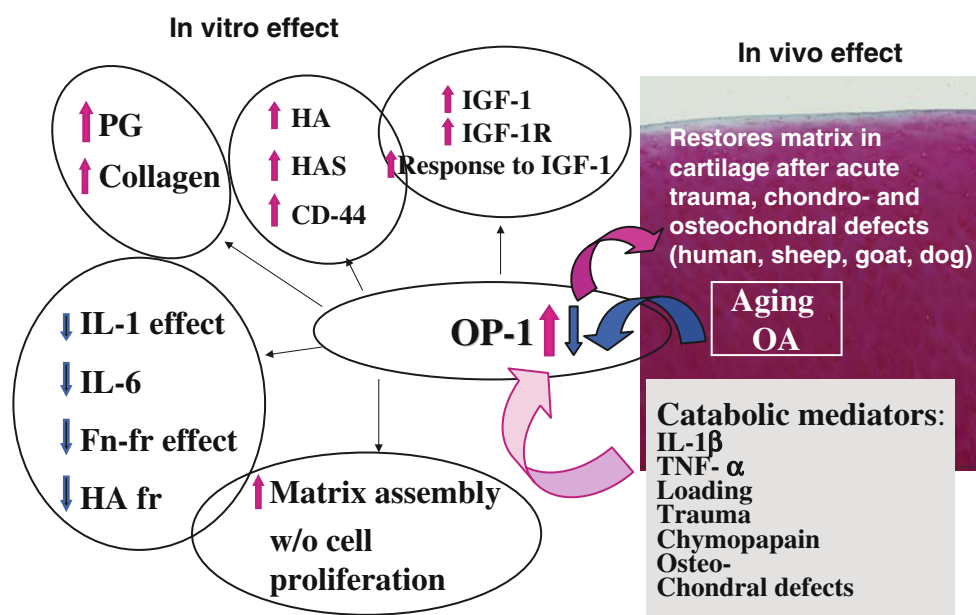 In vitro effect
In vivo effect
PG
Collagen
HA
HAS
CD-44
IGF-1
IGF-1R
Response to IGF-1
Restores matrix in
cartilage after acute
trauma, chondro- and
osteochondral defects
(human, sheep, goat, dog)
OP-1
Aging
OA
IL-1 effect
IL-6
Fn-fr effect
HA fr
Matrix assembly
w/o cell
proliferation
Catabolic mediators:
IL-1β
TNF- α
Loading
Trauma
Chymopapain
Osteo-
Chondral defects